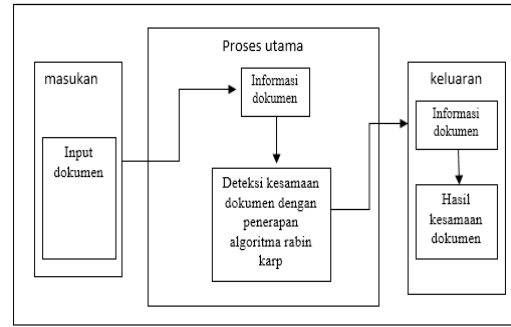 masukan
Input
dokumen
Proses utama
Informasi
dokumen
Deteksi kesamaan
dokumen dengan
penerapan
algoritma rabin
karp
keluaran
Informasi
dokumen
Hasil
kesamaan
dokumen